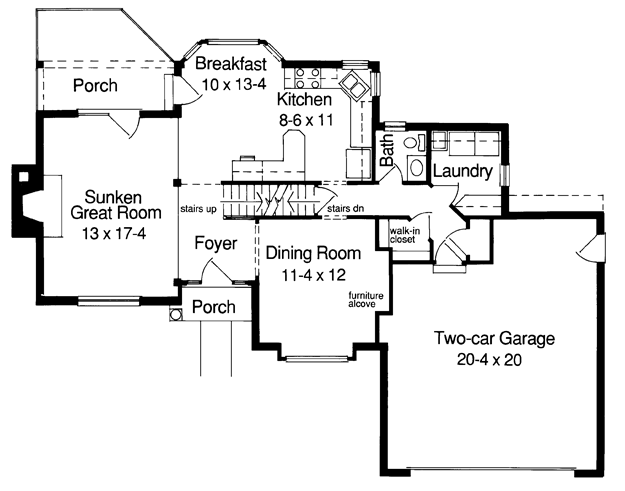 Breakfast
10 x 13-4
Porch
Kitchen
8-6 x 11
Bath
Laundry
Sunken
Great Room
13 x 17-4
stairs up
stairs dn
Foyer
walk-in
closet
Dining Room
11-4 x 12
furniture
alcove
Porch
Two-car Garage
20-4 x 20